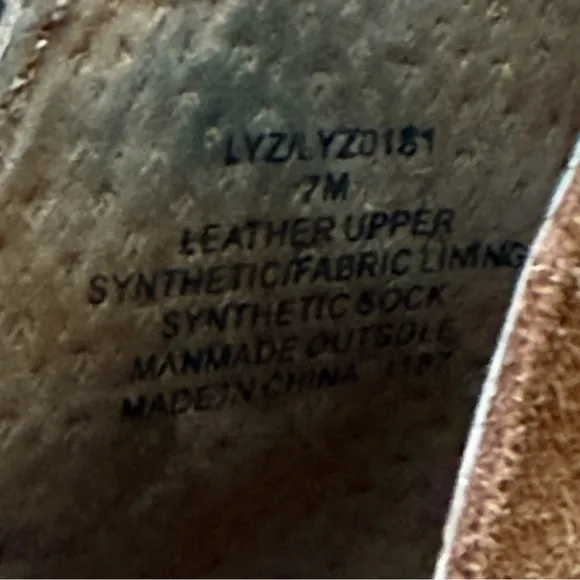 LYZ/LYZ0181
7M
LEATHER UPPER
SYNTHETIC/FABRIC LINING
SYNTHETIC SOCK
MANMADE OUTSOLE
MADE IN CHINA